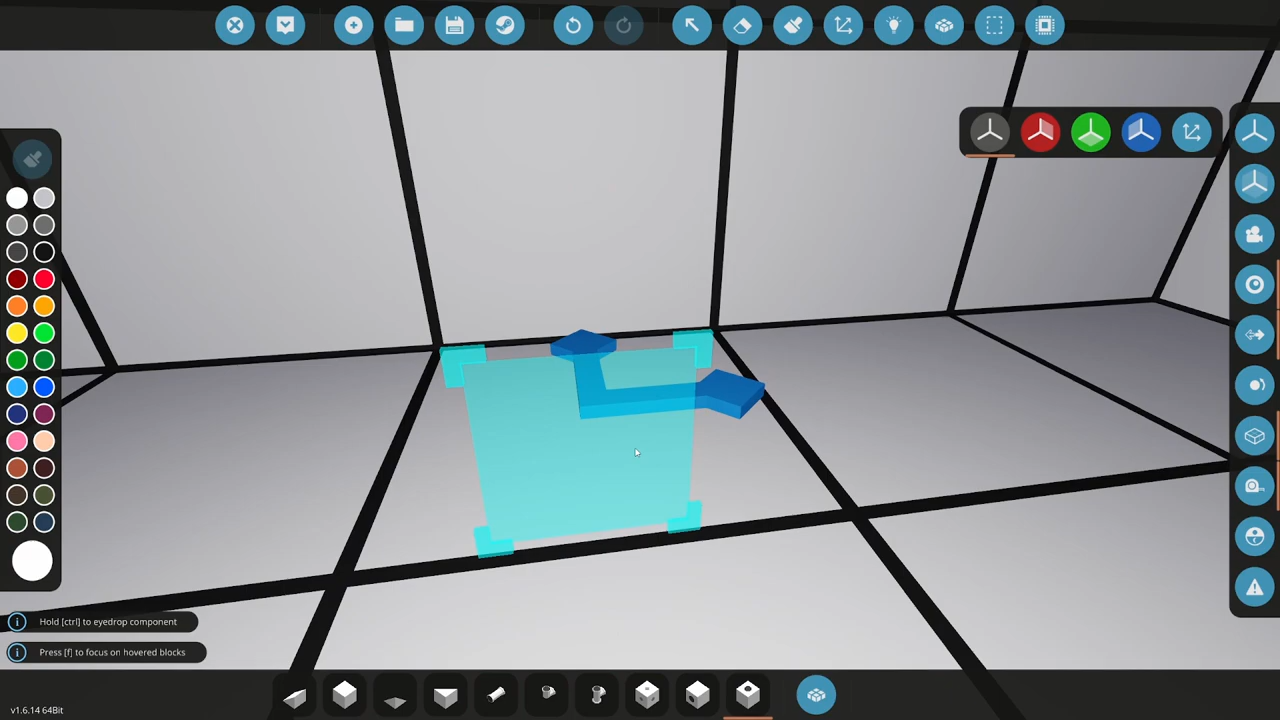 Hold [ctrl] to eyedrop component
Press [f] to focus on hovered blocks
v1.6.14 64Bit